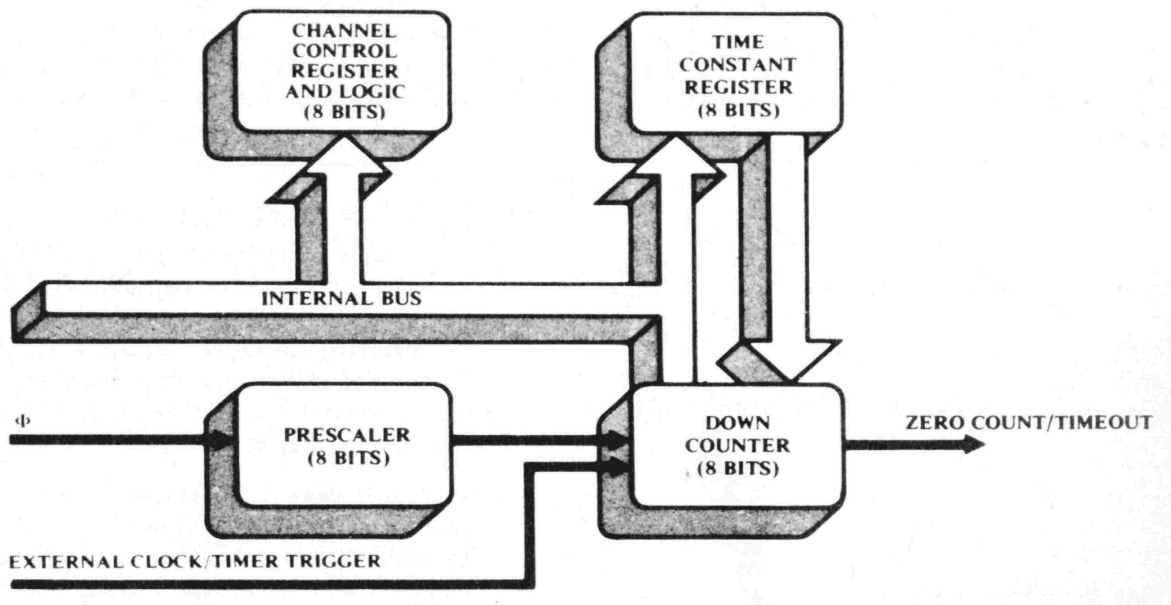 CHANNEL
CONTROL
REGISTER
AND LOGIC
(8 BITS)
TIME
CONSTANT
REGISTER
(8 BITS)
INTERNAL BUS
Φ
PRESCALER
(8 BITS)
DOWN
COUNTER
(8 BITS)
ZERO COUNT/TIMEOUT
EXTERNAL CLOCK/TIMER TRIGGER